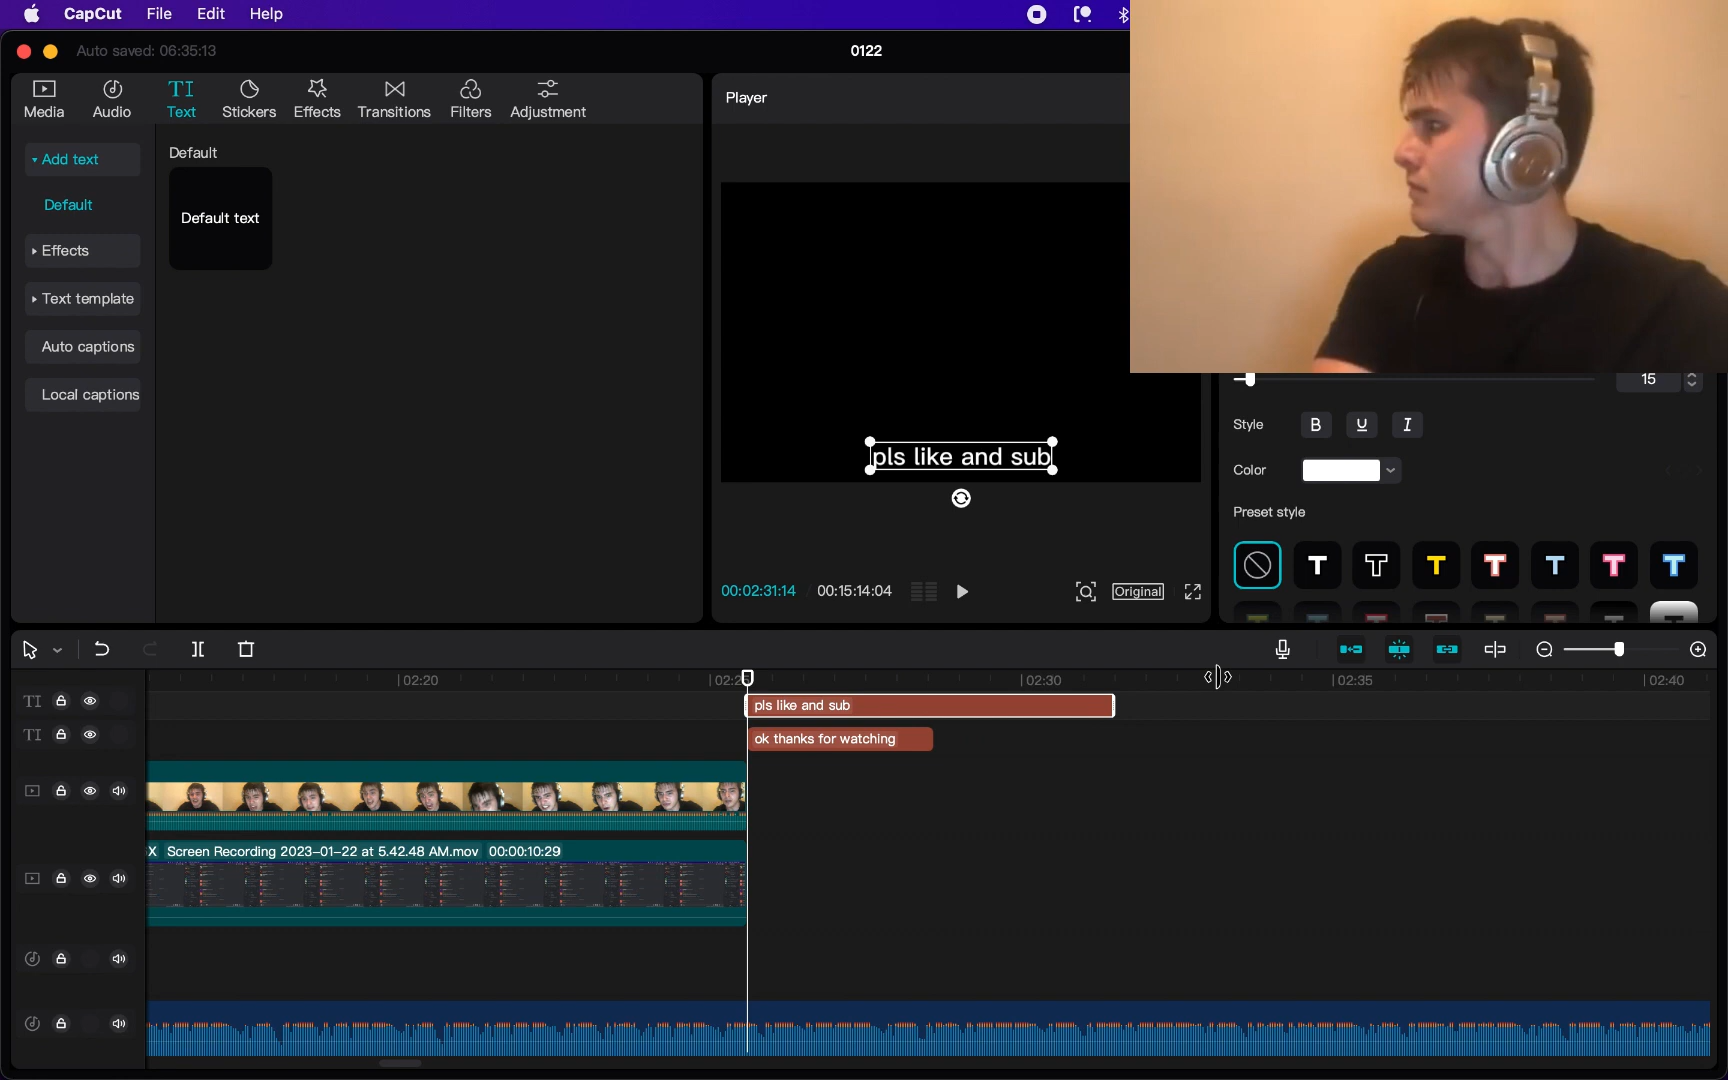 CapCut File Edit Help
Auto saved: 06:35:13
0122
Media Audio Text Stickers Effects Transitions Filters Adjustment
Player
Add text
Default
Effects
Text template
Auto captions
Local captions
Default
Default text
pls like and sub
00:02:31:14 / 00:15:14:04
Original
15
Style B U I
Color
Preset style
T T T T T T T
02:20 02:30 02:35 02:40
TI pls like and sub
TI ok thanks for watching
X Screen Recording 2023-01-22 at 5.42.48 AM.mov 00:00:10:29